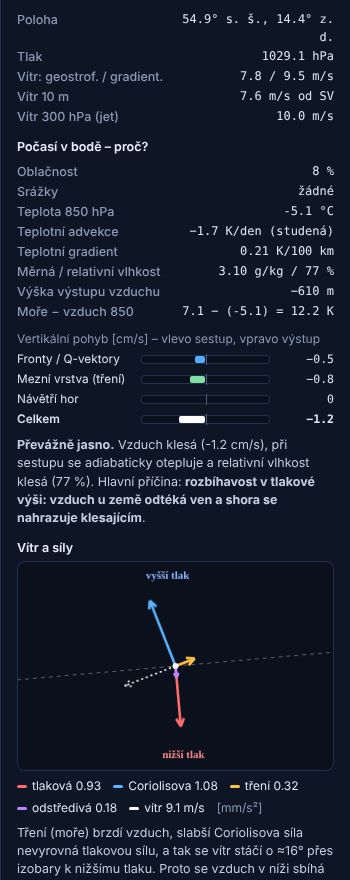 Poloha 54.9° s. š., 14.4° z.
d.
Tlak 1029.1 hPa
Vítr: geostrof. / gradient. 7.8 / 9.5 m/s
Vítr 10 m 7.6 m/s od SV
Vítr 300 hPa (jet) 10.0 m/s
Počasí v bodě – proč?
Oblačnost 8 %
Srážky žádné
Teplota 850 hPa -5.1 °C
Teplotní advekce −1.7 K/den (studená)
Teplotní gradient 0.21 K/100 km
Měrná / relativní vlhkost 3.10 g/kg / 77 %
Výška výstupu vzduchu −610 m
Moře − vzduch 850 7.1 − (-5.1) = 12.2 K
Vertikální pohyb [cm/s] – vlevo sestup, vpravo výstup
Fronty / Q-vektory −0.5
Mezní vrstva (tření) −0.8
Návětří hor 0
Celkem −1.2
Převážně jasno. Vzduch klesá (-1.2 cm/s), při
sestupu se adiabaticky otepluje a relativní vlhkost
klesá (77 %). Hlavní příčina: rozbíhavost v tlakové
výši: vzduch u země odtéká ven a shora se
nahrazuje klesajícím.
Vítr a síly
vyšší tlak
nižší tlak
tlaková 0.93 Coriolisova 1.08 tření 0.32
odstředivá 0.18 vítr 9.1 m/s [mm/s²]
Tření (moře) brzdí vzduch, slabší Coriolisova síla
nevyrovná tlakovou sílu, a tak se vítr stáčí o ≈16° přes
izobary k nižšímu tlaku. Proto se vzduch v níži sbíhá